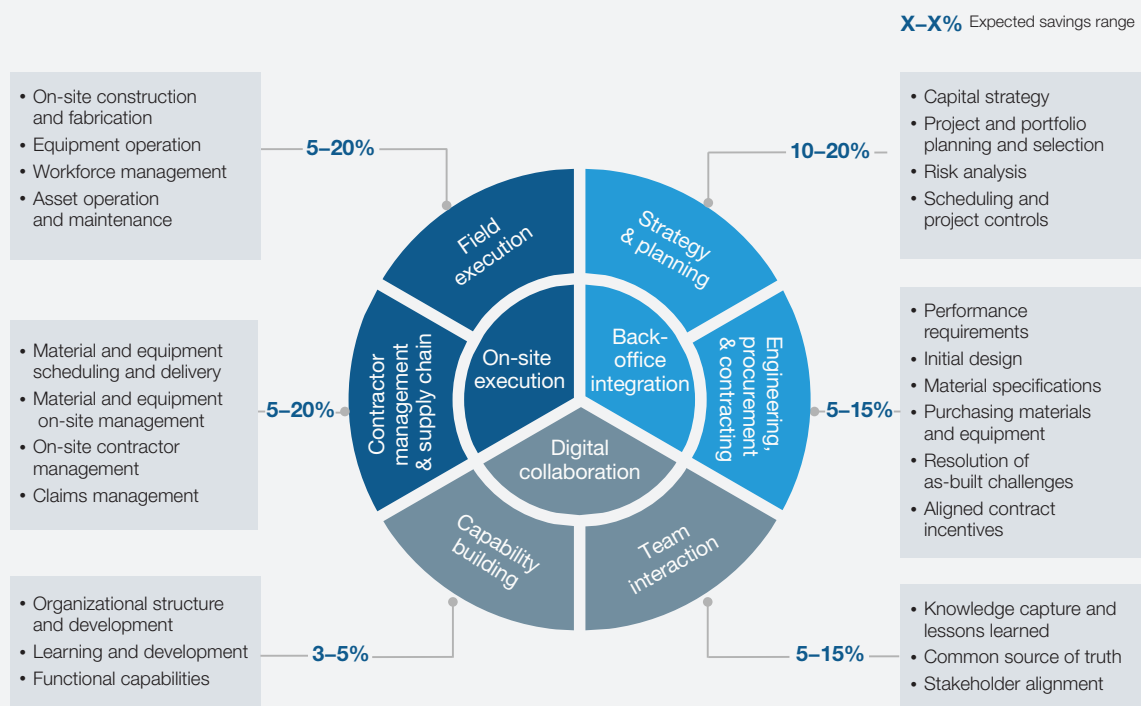 X–X% Expected savings range
• On-site construction
and fabrication
• Equipment operation
• Workforce management
• Asset operation
and maintenance
5–20%
10–20%
• Capital strategy
• Project and portfolio
planning and selection
• Risk analysis
• Scheduling and
project controls
Field
execution
Strategy
& planning
• Material and equipment
scheduling and delivery
• Material and equipment
on-site management
• On-site contractor
management
• Claims management
5–20%
Contractor
management
& supply chain
On-site
execution
Back-
office
integration
Engineering,
procurement
& contracting
5–15%
• Performance
requirements
• Initial design
• Material specifications
• Purchasing materials
and equipment
• Resolution of
as-built challenges
• Aligned contract
incentives
Digital
collaboration
Capability
building
Team
interaction
• Organizational structure
and development
• Learning and development
• Functional capabilities
3–5%
5–15%
• Knowledge capture and
lessons learned
• Common source of truth
• Stakeholder alignment